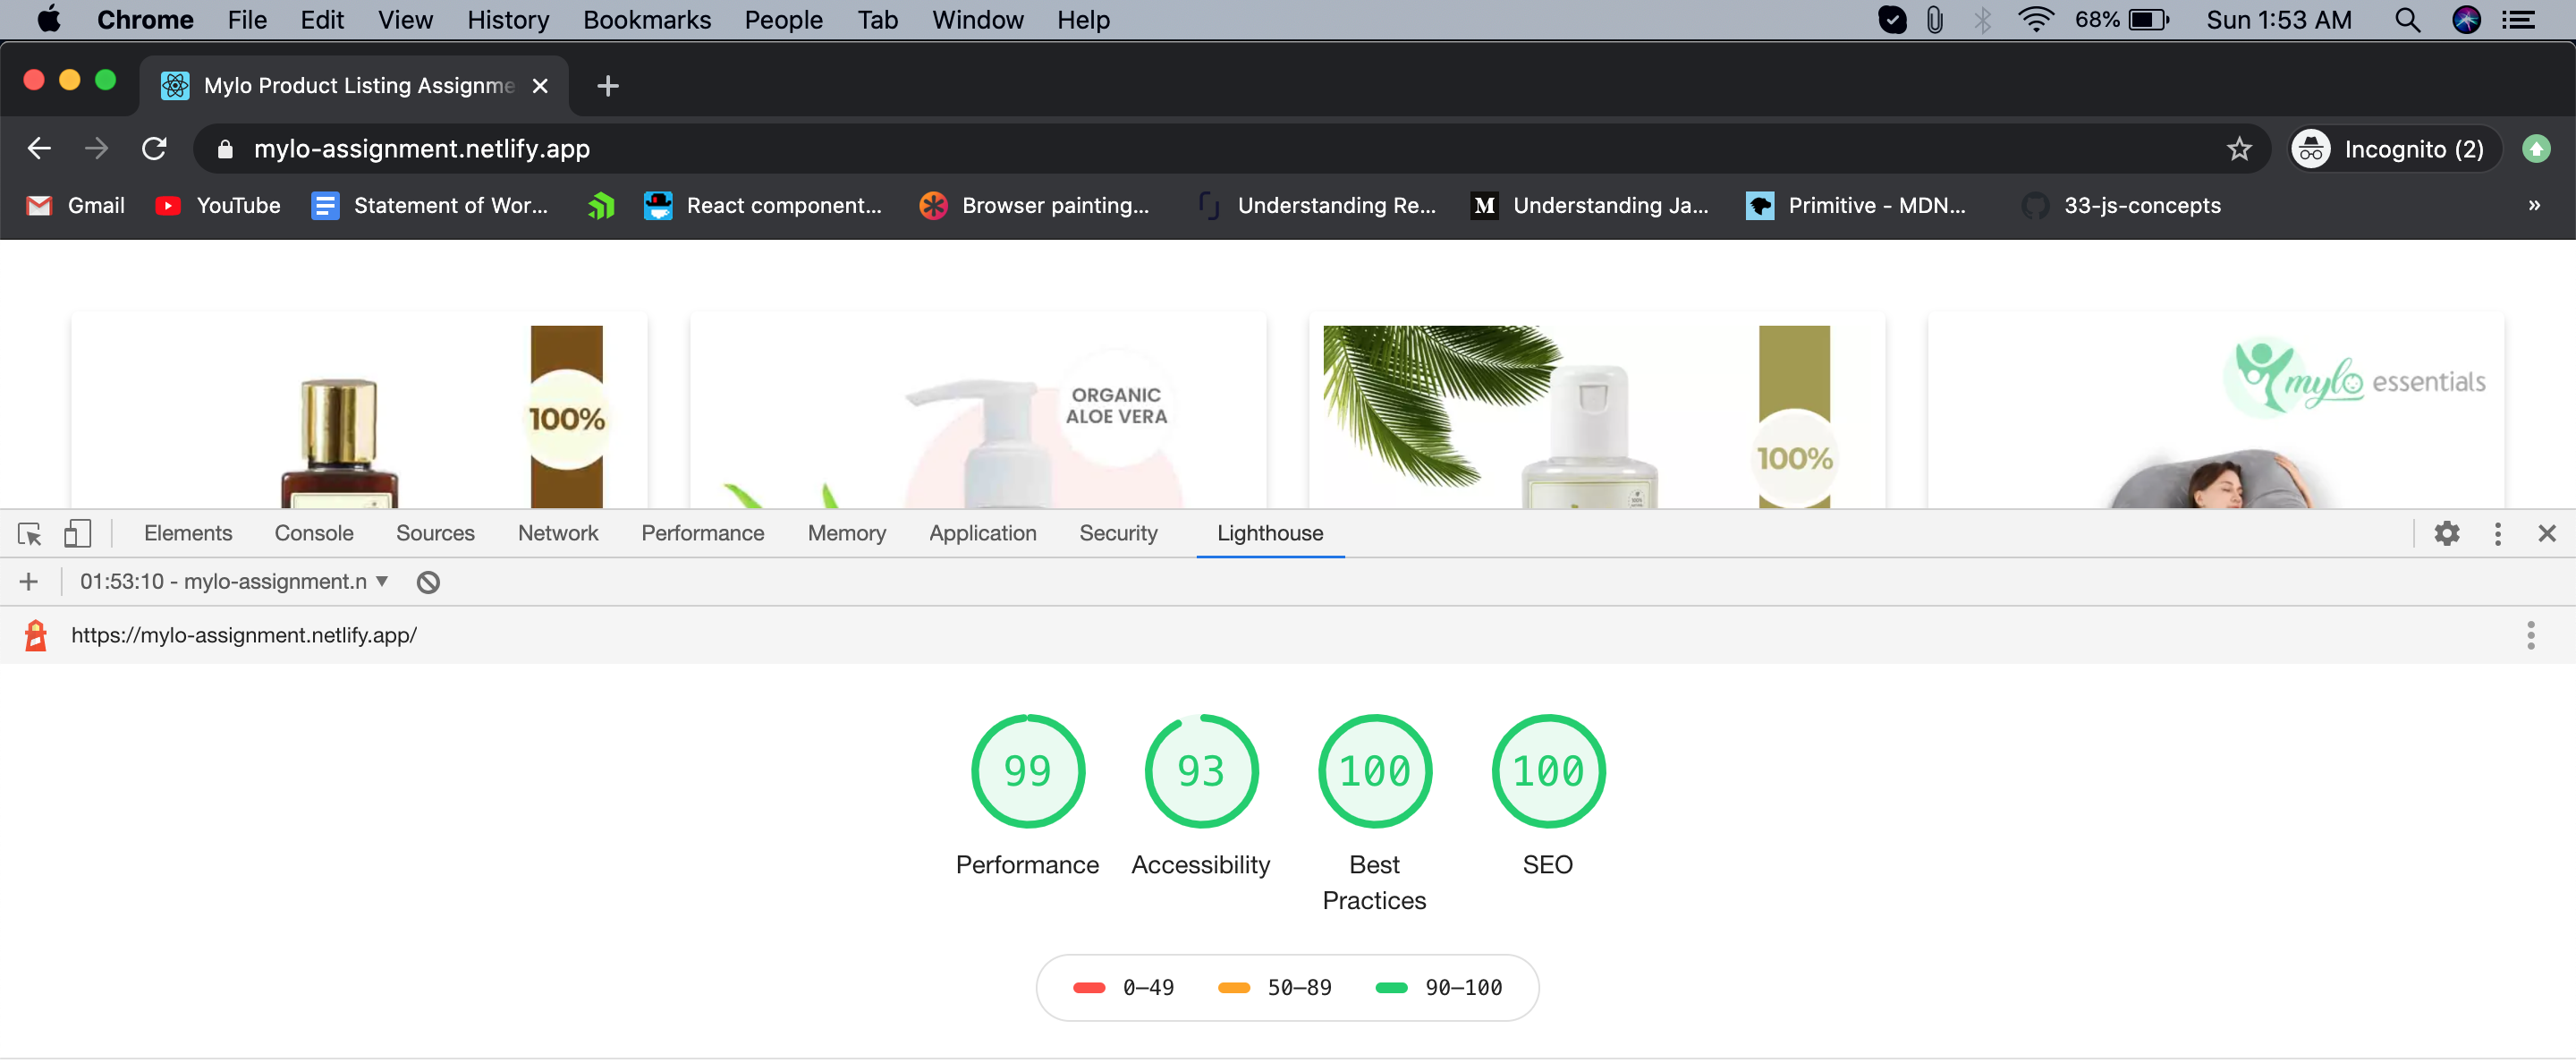 Chrome File Edit View History Bookmarks People Tab Window Help 68% Sun 1:53 AM
Mylo Product Listing Assignme
mylo-assignment.netlify.app Incognito (2)
Gmail YouTube Statement of Wor... React component... Browser painting... Understanding Re... M Understanding Ja... Primitive - MDN... 33-js-concepts »
100%
ORGANIC
ALOE VERA
100%
mylo essentials
Elements Console Sources Network Performance Memory Application Security Lighthouse
01:53:10 - mylo-assignment.n
https://mylo-assignment.netlify.app/
99 93 100 100
Performance Accessibility Best Practices SEO
0–49 50–89 90–100